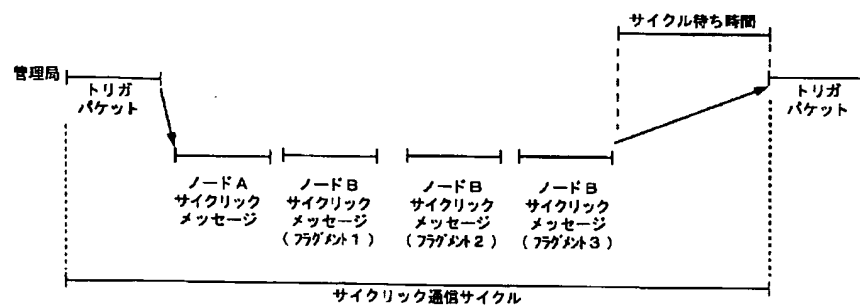 サイクル待ち時間
管理局
トリガ
パケット
トリガ
パケット
ノードA
サイクリック
メッセージ
ノードB
サイクリック
メッセージ
(フラグメント1)
ノードB
サイクリック
メッセージ
(フラグメント2)
ノードB
サイクリック
メッセージ
(フラグメント3)
サイクリック通信サイクル